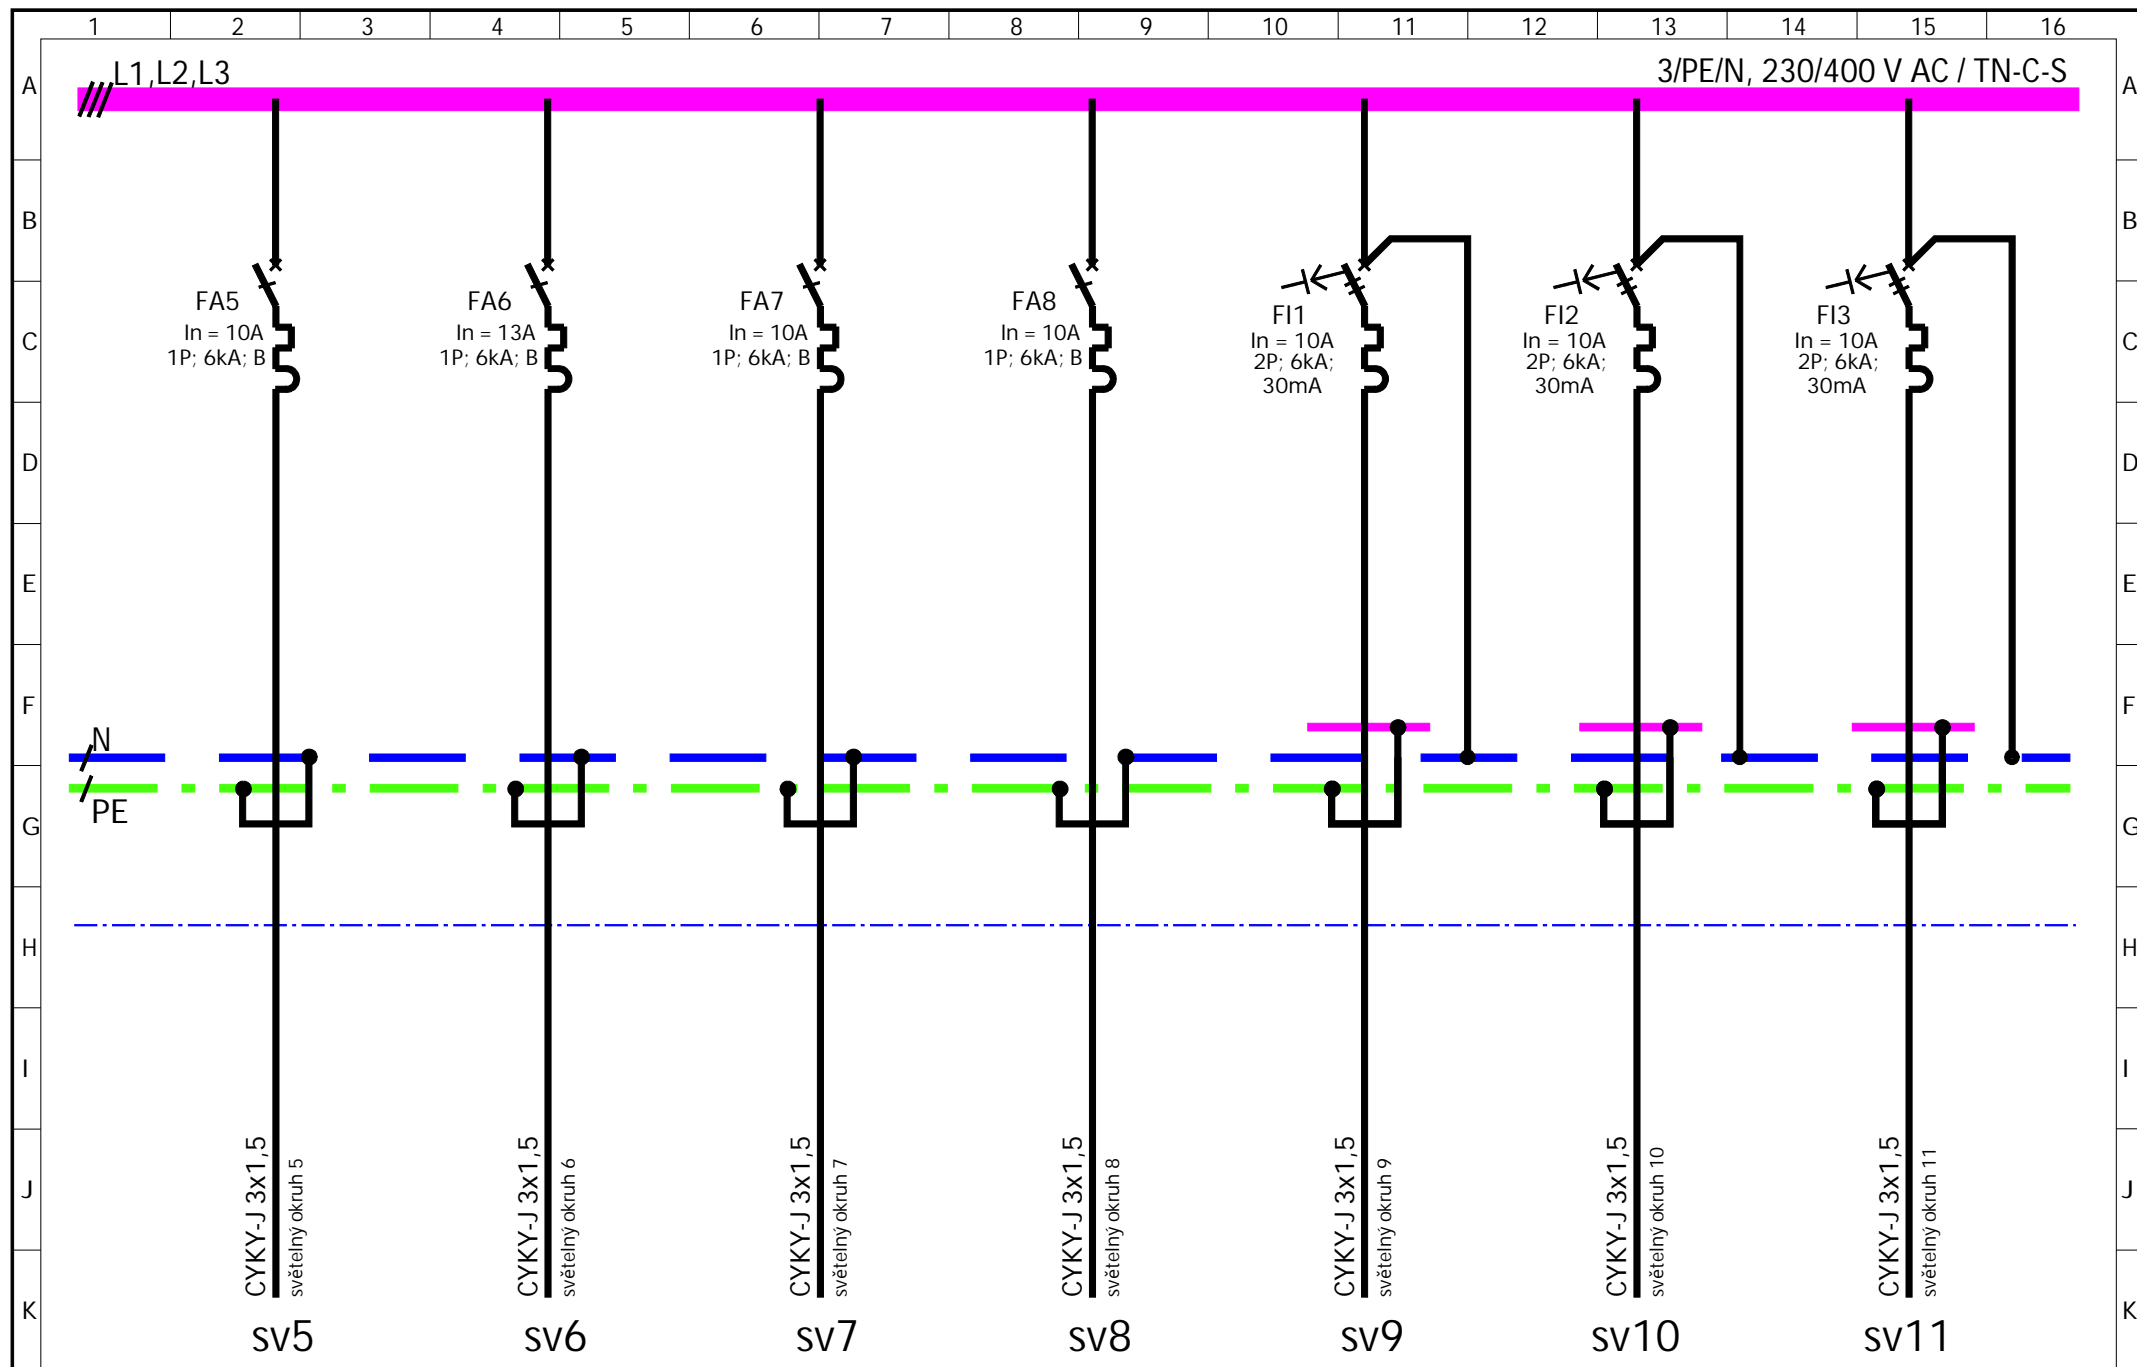 1 2 3 4 5 6 7 8 9 10 11 12 13 14 15 16
A A
L1,L2,L3
3/PE/N, 230/400 V AC / TN-C-S
B B
C C
FA5
In = 10A
1P; 6kA; B
FA6
In = 13A
1P; 6kA; B
FA7
In = 10A
1P; 6kA; B
FA8
In = 10A
1P; 6kA; B
FI1
In = 10A
2P; 6kA;
30mA
FI2
In = 10A
2P; 6kA;
30mA
FI3
In = 10A
2P; 6kA;
30mA
D D
E E
F F
N
PE
G G
H H
I I
J J
CYKY-J 3x1,5
světelný okruh 5
CYKY-J 3x1,5
světelný okruh 6
CYKY-J 3x1,5
světelný okruh 7
CYKY-J 3x1,5
světelný okruh 8
CYKY-J 3x1,5
světelný okruh 9
CYKY-J 3x1,5
světelný okruh 10
CYKY-J 3x1,5
světelný okruh 11
K K
sv5 sv6 sv7 sv8 sv9 sv10 sv11